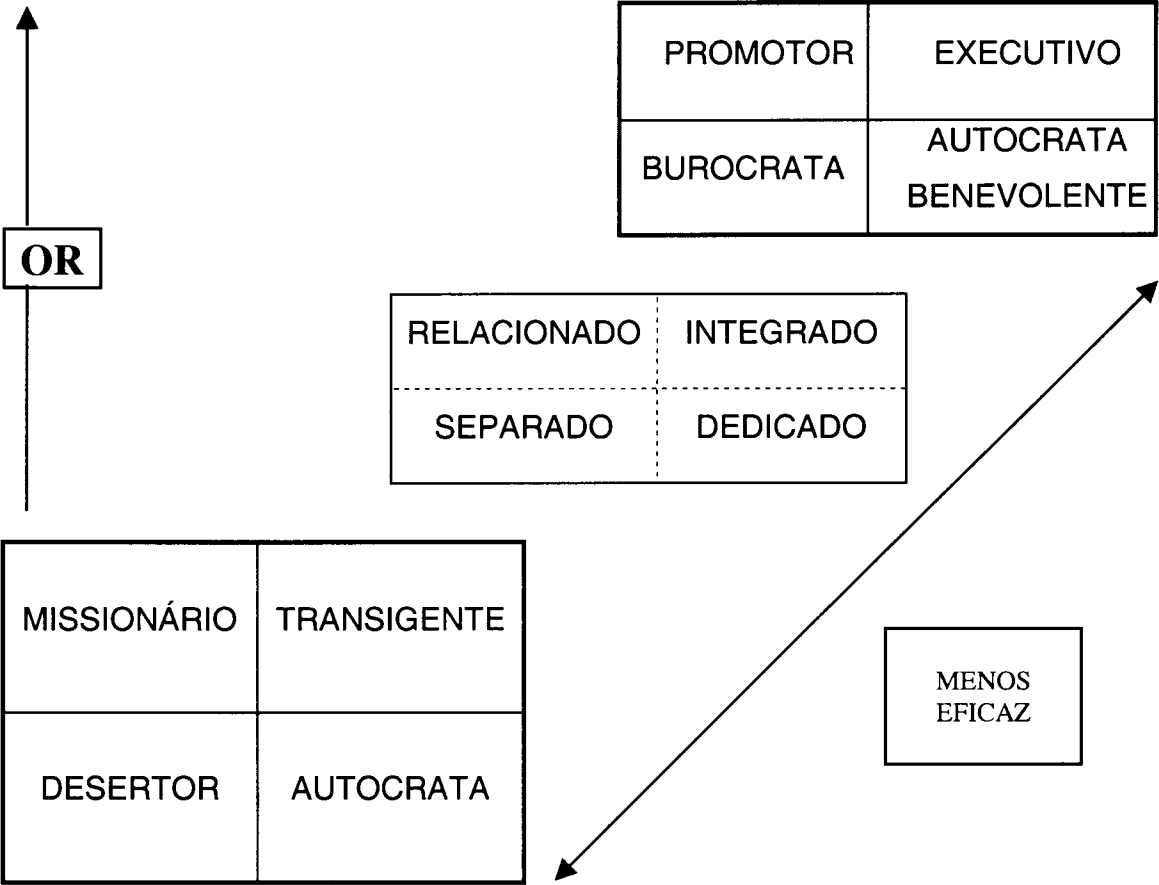 PROMOTOR
EXECUTIVO
BUROCRATA
AUTOCRATA
BENEVOLENTE
OR
RELACIONADO
INTEGRADO
SEPARADO
DEDICADO
MISSIONÁRIO
TRANSIGENTE
DESERTOR
AUTOCRATA
MENOS
EFICAZ